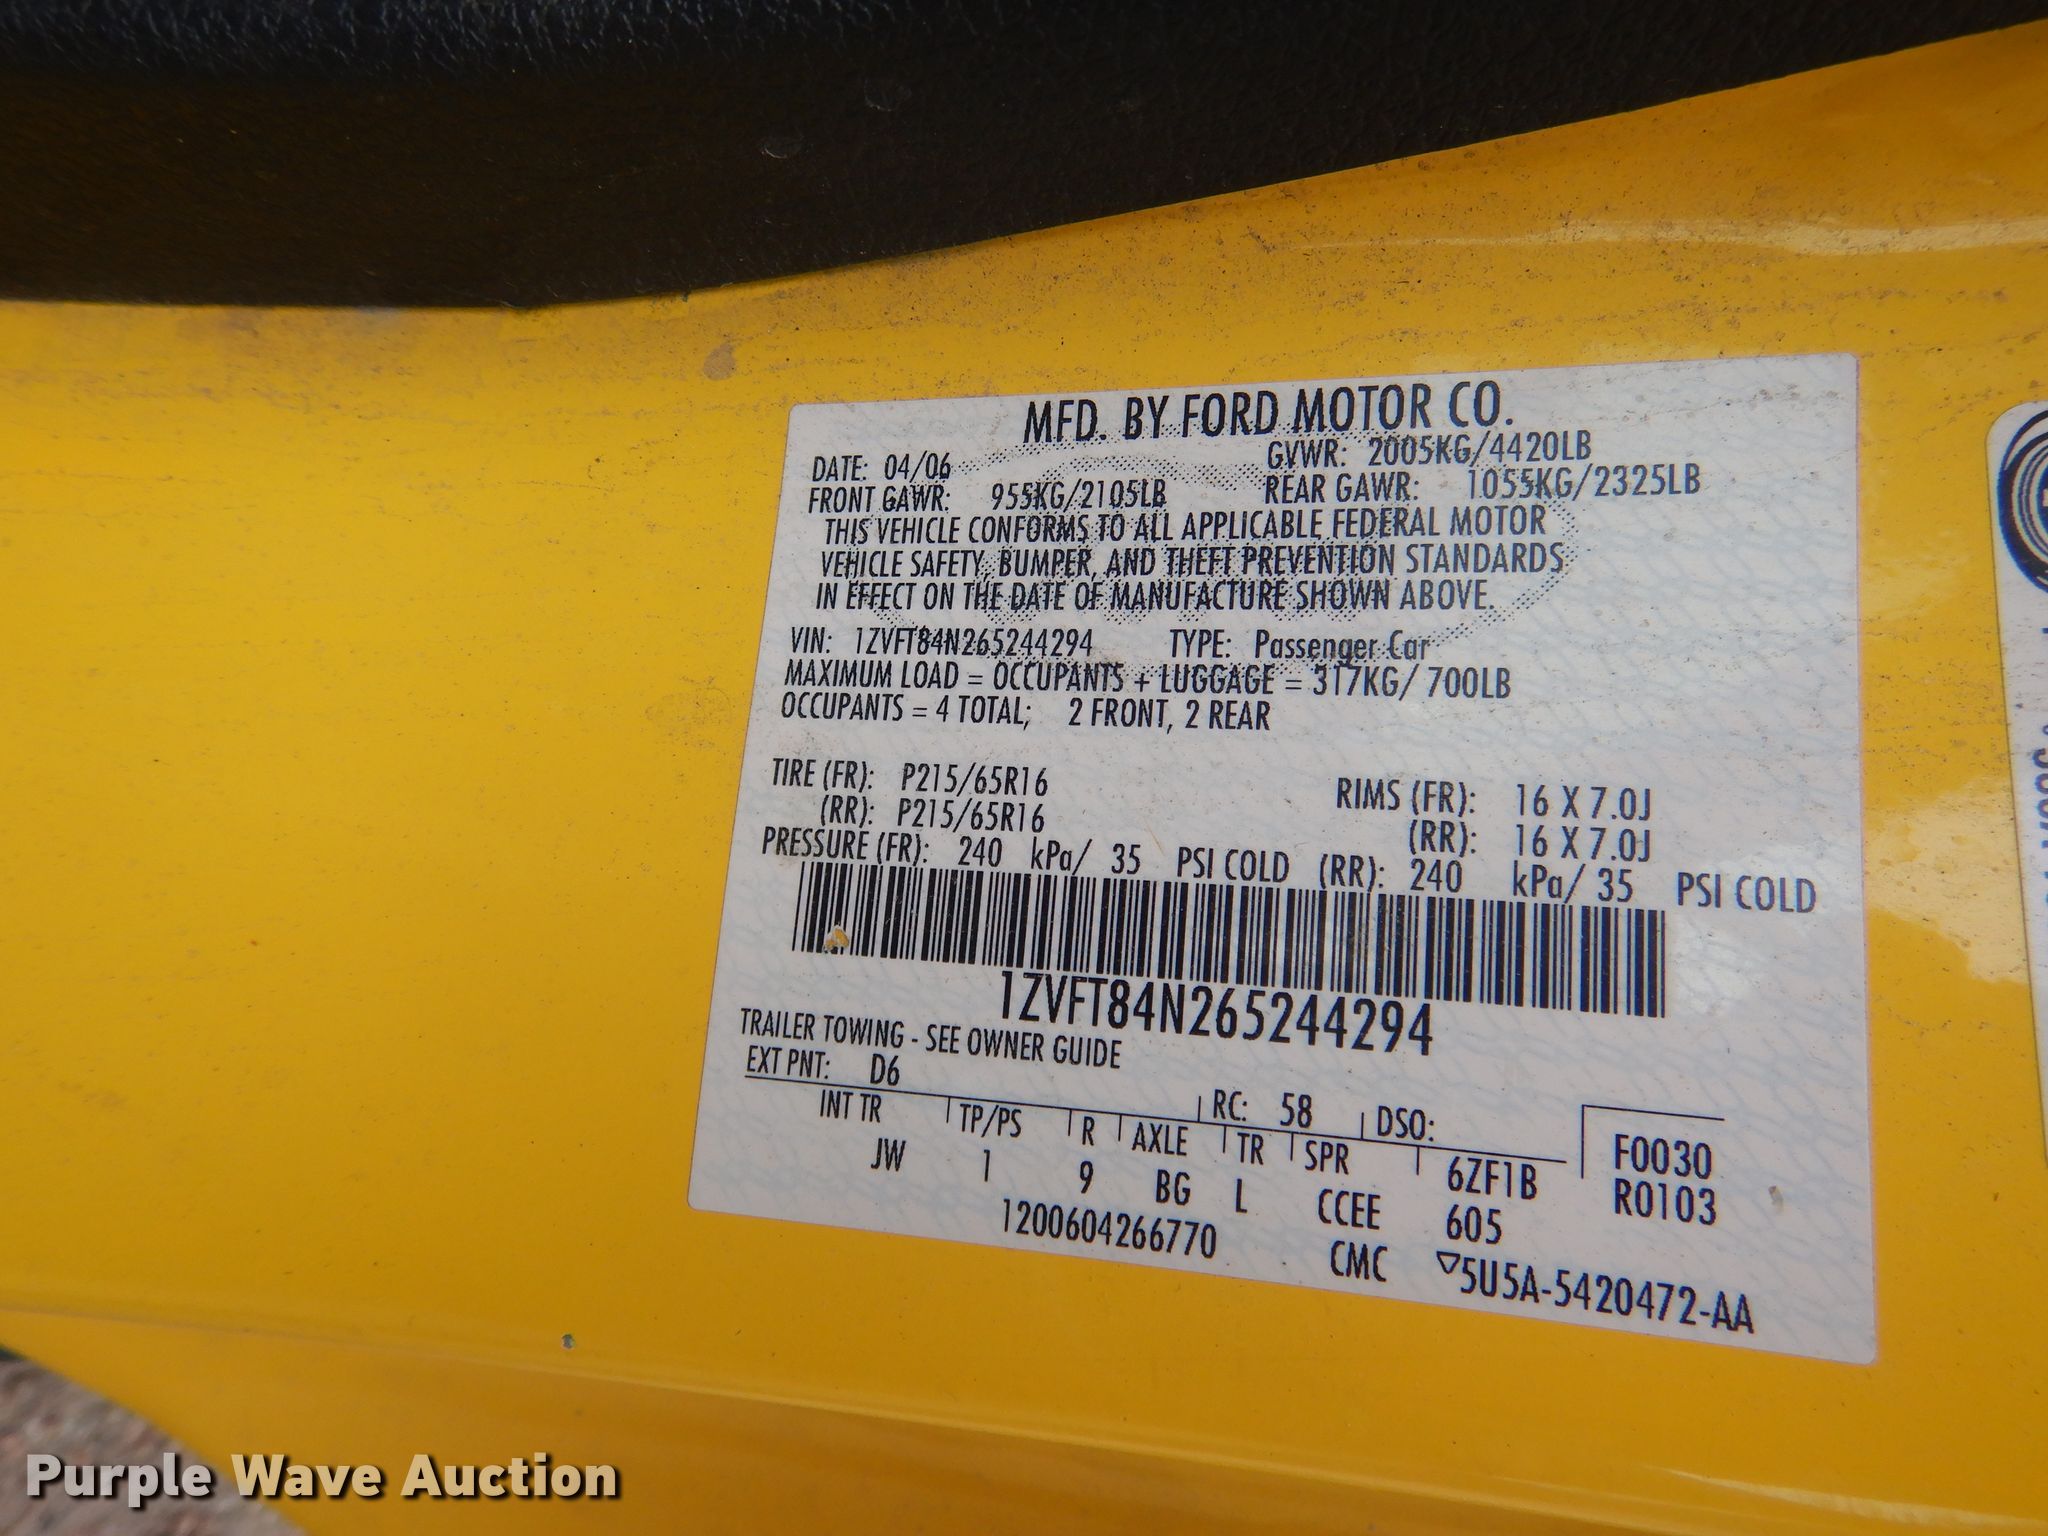 MFD. BY FORD MOTOR CO.
DATE: 04/06 GVWR: 2005KG/4420LB
FRONT GAWR: 955KG/2105LB REAR GAWR: 1055KG/2325LB
THIS VEHICLE CONFORMS TO ALL APPLICABLE FEDERAL MOTOR
VEHICLE SAFETY, BUMPER, AND THEFT PREVENTION STANDARDS
IN EFFECT ON THE DATE OF MANUFACTURE SHOWN ABOVE.
VIN: 1ZVFT84N265244294 TYPE: Passenger Car
MAXIMUM LOAD = OCCUPANTS + LUGGAGE = 317KG/ 700LB
OCCUPANTS = 4 TOTAL; 2 FRONT, 2 REAR
TIRE (FR): P215/65R16 RIMS (FR): 16 X 7.0J
(RR): P215/65R16 (RR): 16 X 7.0J
PRESSURE (FR): 240 kPa/ 35 PSI COLD (RR): 240 kPa/ 35 PSI COLD
1ZVFT84N265244294
TRAILER TOWING - SEE OWNER GUIDE
EXT PNT: D6 RC: 58 DSO: F0030
INT TR TP/PS R AXLE TR SPR 6ZF1B R0103
JW 1 9 BG L CCEE 605
1200604266770 CMC ▽5U5A-5420472-AA
Purple Wave Auction